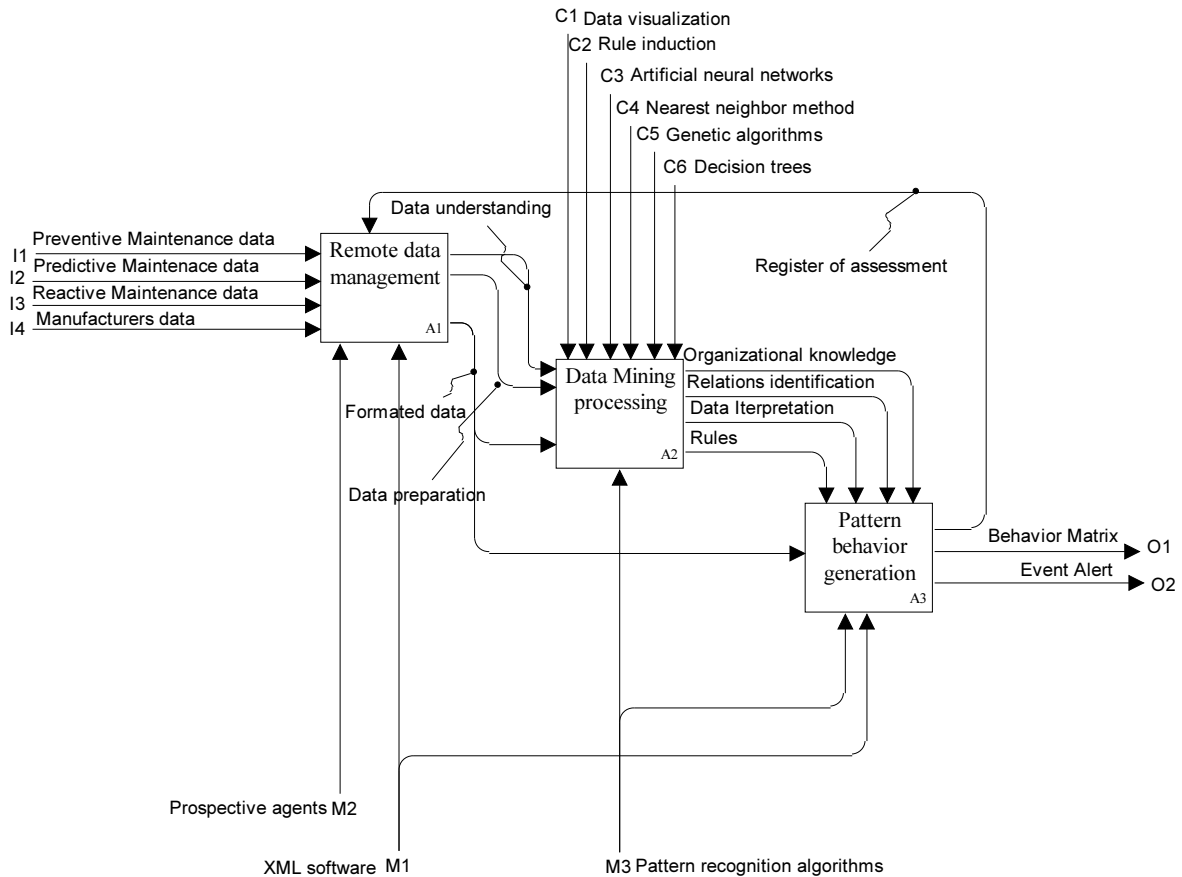 C1 Data visualization
C2 Rule induction
C3 Artificial neural networks
C4 Nearest neighbor method
C5 Genetic algorithms
C6 Decision trees
Data understanding
I1 Preventive Maintenance data
I2 Predictive Maintenace data
I3 Reactive Maintenance data
I4 Manufacturers data
Remote data
management
A1
Register of assessment
Formated data
Data preparation
Data Mining
processing
A2
Organizational knowledge
Relations identification
Data Iterpretation
Rules
Pattern
behavior
generation
A3
Behavior Matrix O1
Event Alert O2
Prospective agents M2
XML software M1
M3 Pattern recognition algorithms